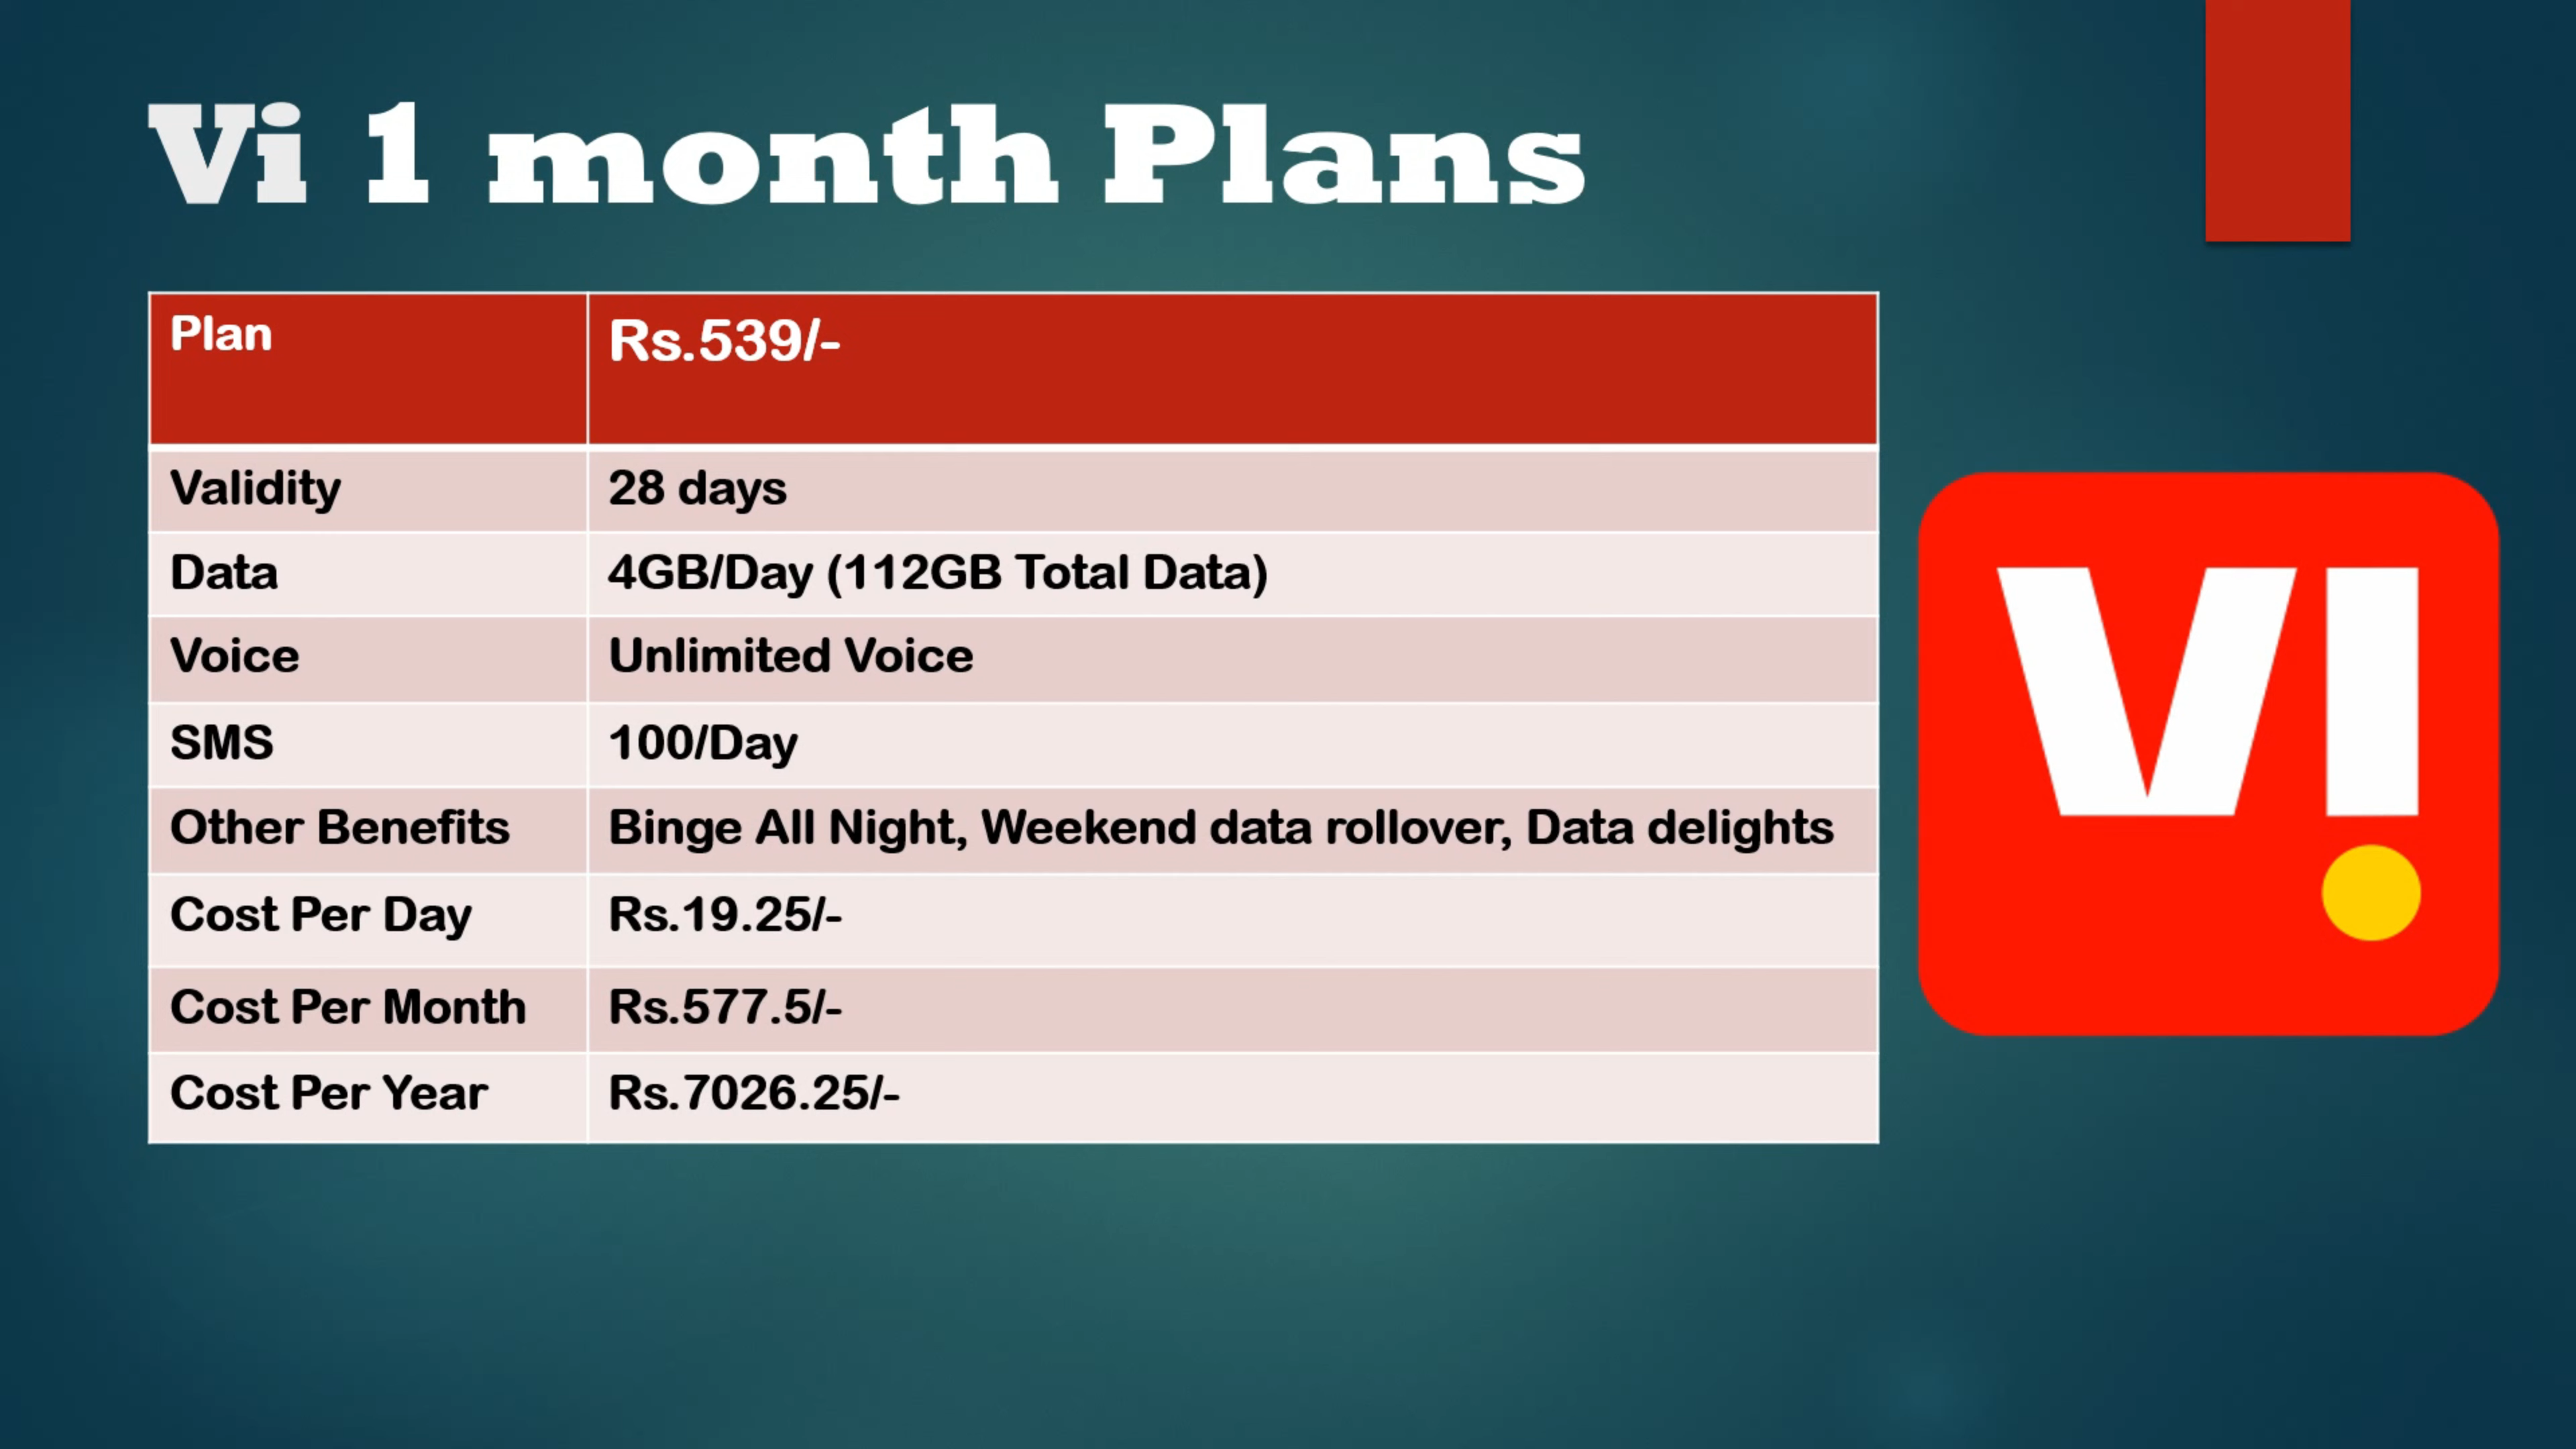 Vi 1 month Plans
Plan Rs.539/-
Validity 28 days
Data 4GB/Day (112GB Total Data)
Voice Unlimited Voice
SMS 100/Day
Other Benefits Binge All Night, Weekend data rollover, Data delights
Cost Per Day Rs.19.25/-
Cost Per Month Rs.577.5/-
Cost Per Year Rs.7026.25/-
VI